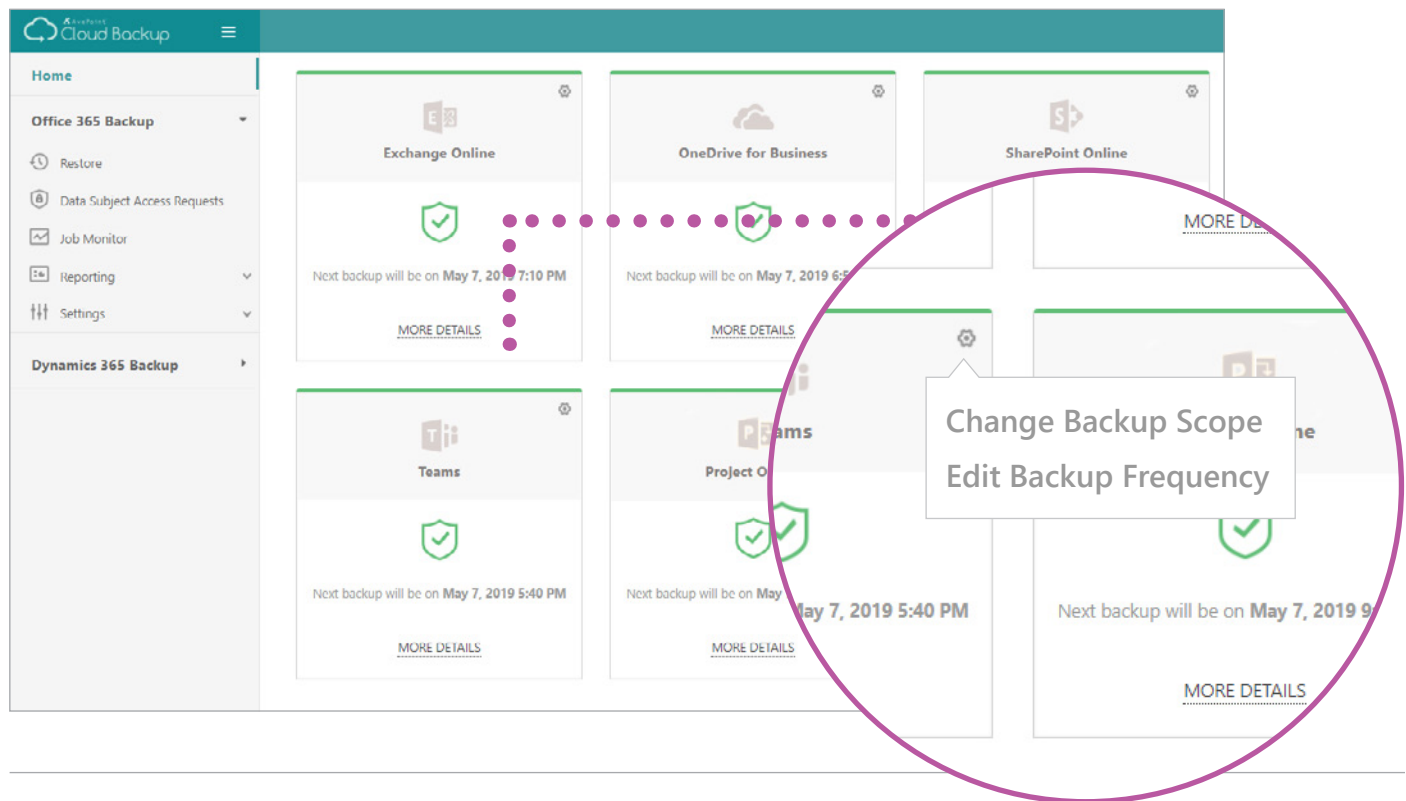 AvePoint
Cloud Backup
Home
Office 365 Backup
Restore
Data Subject Access Requests
Job Monitor
Reporting
Settings
Dynamics 365 Backup
Exchange Online
Next backup will be on May 7, 2019 7:10 PM
MORE DETAILS
OneDrive for Business
Next backup will be on May 7, 2019 6:5
MORE DETAILS
SharePoint Online
MORE DE
Teams
Next backup will be on May 7, 2019 5:40 PM
MORE DETAILS
Project O
Next backup will be on May
MORE DETAILS
ams
Change Backup Scope
Edit Backup Frequency
May 7, 2019 5:40 PM
ne
Next backup will be on May 7, 2019 9:
MORE DETAILS